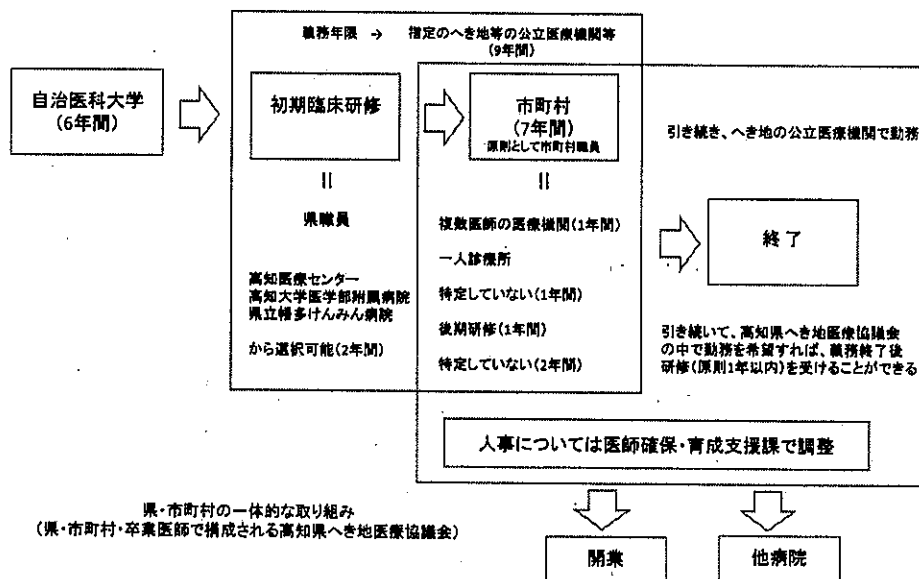 義務年限 → 指定のへき地等の公立医療機関等
(9年間)
自治医科大学
(6年間)
初期臨床研修
市町村
(7年間)
原則として市町村職員
引き続き、へき地の公立医療機関で勤務
＝
県職員
高知医療センター
高知大学医学部附属病院
県立幡多けんみん病院
から選択可能(2年間)
＝
複数医師の医療機関(1年間)
一人診療所
特定していない(1年間)
後期研修(1年間)
特定していない(2年間)
終了
引き続いて、高知県へき地医療協議会
の中で勤務を希望すれば、義務終了後
研修(原則1年以内)を受けることができる
人事については医師確保・育成支援課で調整
県・市町村の一体的な取り組み
(県・市町村・卒業医師で構成される高知県へき地医療協議会)
開業
他病院